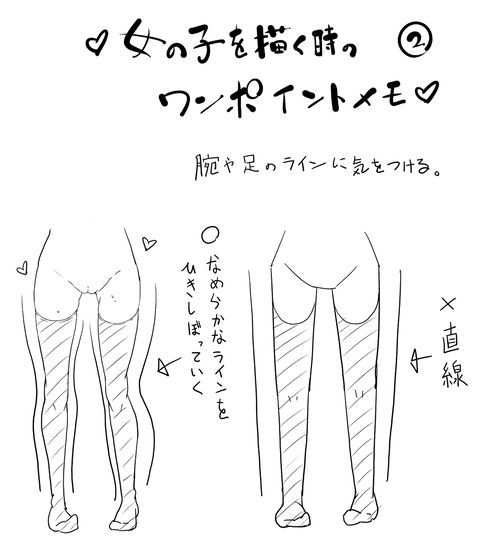 ♡女の子を描く時の ②
ワンポイントメモ♡
腕や足のラインに気をつける。
○なめらかなラインを
ひきしぼっていく
×直線